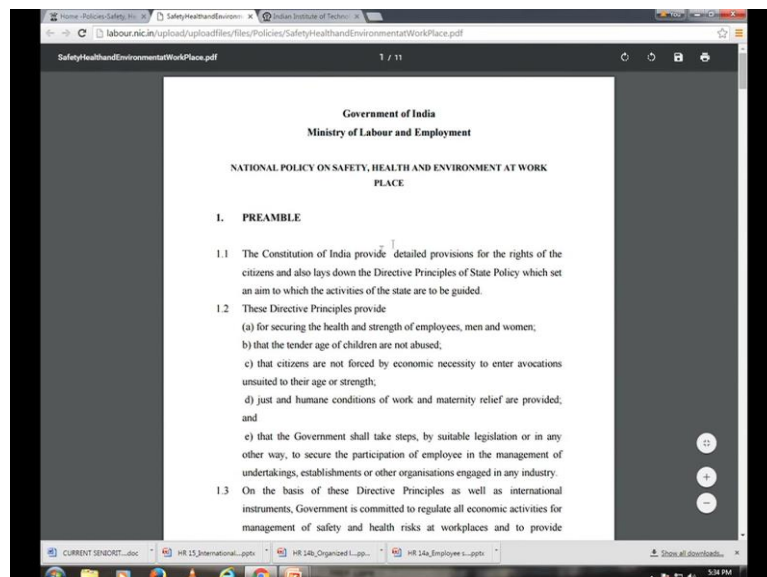 Home -Policies-Safety, He
SafetyHealthandEnvironm
Indian Institute of Techno
You
labour.nic.in/upload/uploadfiles/files/Policies/SafetyHealthandEnvironmentatWorkPlace.pdf
SafetyHealthandEnvironmentatWorkPlace.pdf
1 / 11
Government of India
Ministry of Labour and Employment
NATIONAL POLICY ON SAFETY, HEALTH AND ENVIRONMENT AT WORK
PLACE
1. PREAMBLE
1.1 The Constitution of India provide detailed provisions for the rights of the
citizens and also lays down the Directive Principles of State Policy which set
an aim to which the activities of the state are to be guided.
1.2 These Directive Principles provide
(a) for securing the health and strength of employees, men and women;
b) that the tender age of children are not abused;
c) that citizens are not forced by economic necessity to enter avocations
unsuited to their age or strength;
d) just and humane conditions of work and maternity relief are provided;
and
e) that the Government shall take steps, by suitable legislation or in any
other way, to secure the participation of employee in the management of
undertakings, establishments or other organisations engaged in any industry.
1.3 On the basis of these Directive Principles as well as international
instruments, Government is committed to regulate all economic activities for
management of safety and health risks at workplaces and to provide
CURRENT SENIORIT....doc
HR 15_International....pptx
HR 14b_Organized I....pp...
HR 14a_Employee s....pptx
Show all downloads...
5:34 PM